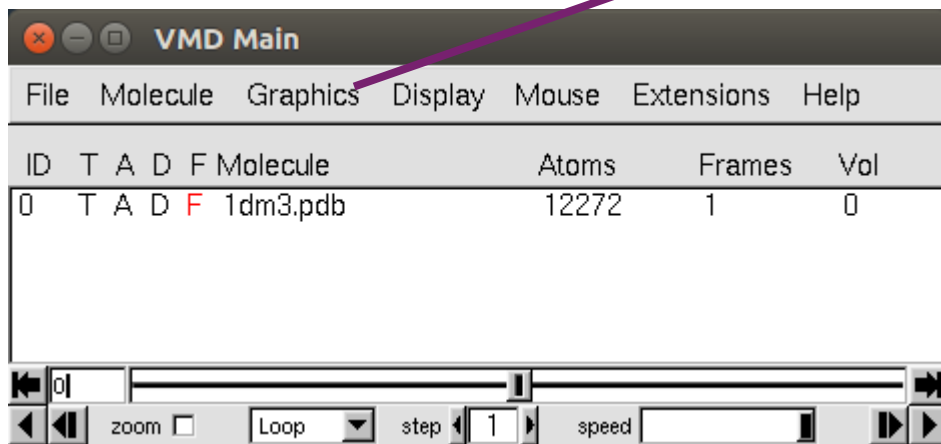 VMD Main
File Molecule Graphics Display Mouse Extensions Help
ID T A D F Molecule Atoms Frames Vol
0 T A D F 1dm3.pdb 12272 1 0
0
zoom Loop step 1 speed